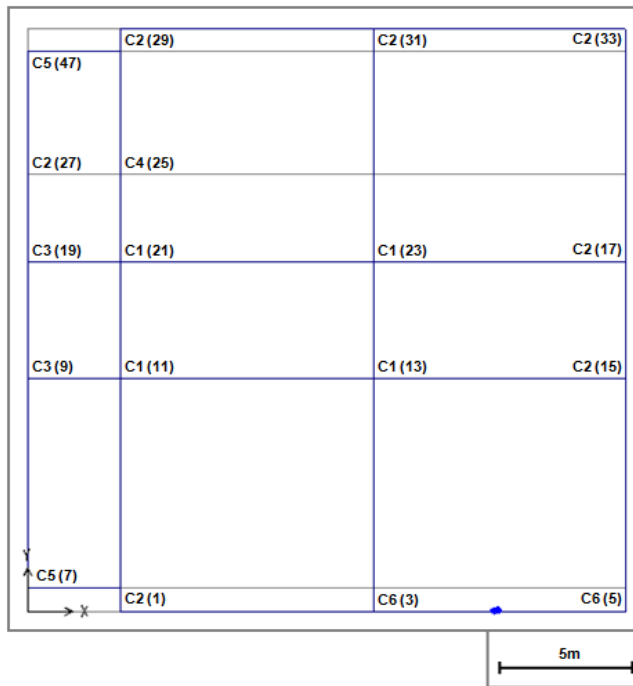 C2 (29) C2 (31) C2 (33)
C5 (47)
C2 (27) C4 (25)
C3 (19) C1 (21) C1 (23) C2 (17)
C3 (9) C1 (11) C1 (13) C2 (15)
Y
C5 (7)
C2 (1) C6 (3) C6 (5)
X
5m